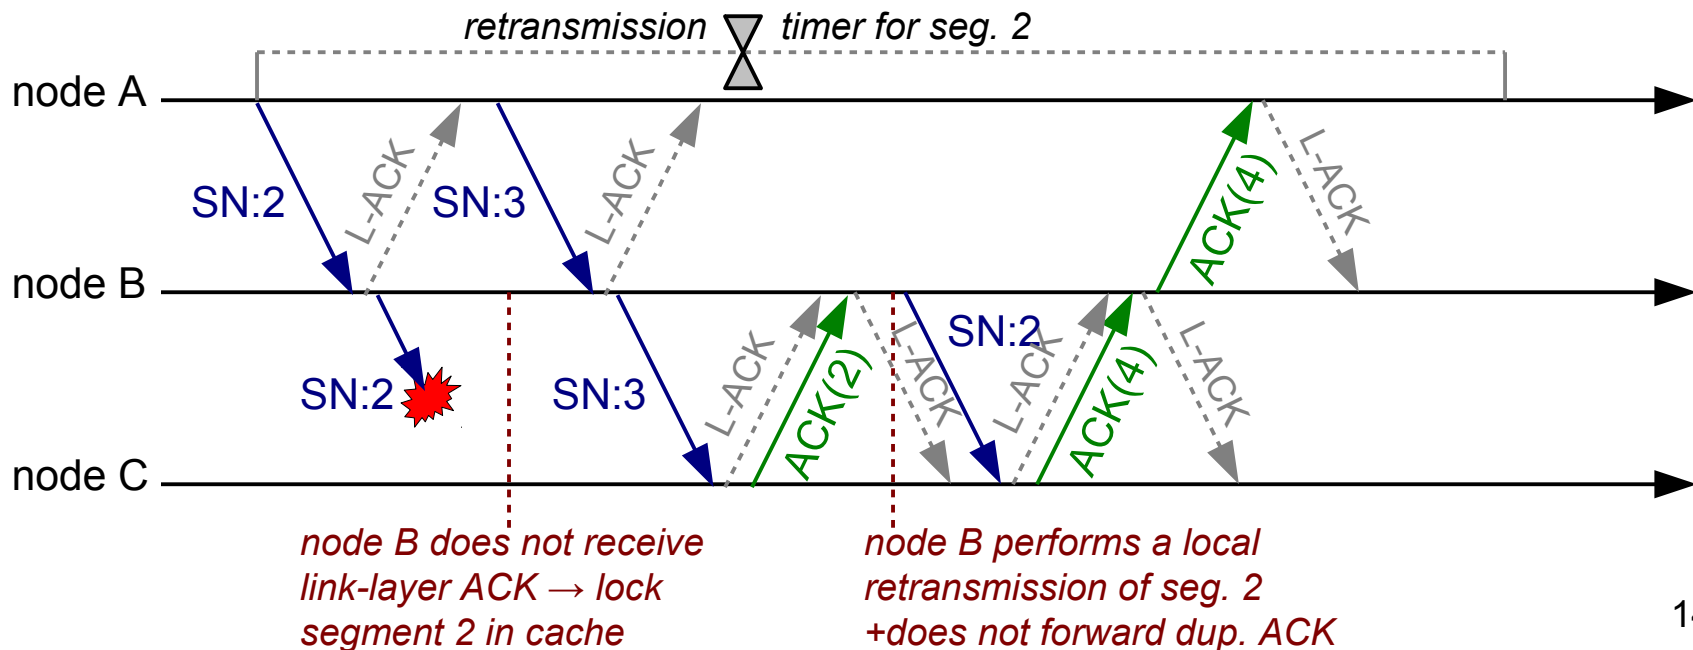 retransmission timer for seg. 2
node A
SN:2
L-ACK
SN:3
L-ACK
ACK(4)
L-ACK
node B
SN:2
SN:3
L-ACK
ACK(2)
L-ACK
SN:2
L-ACK
ACK(4)
L-ACK
node C
node B does not receive
link-layer ACK → lock
segment 2 in cache
node B performs a local
retransmission of seg. 2
+does not forward dup. ACK